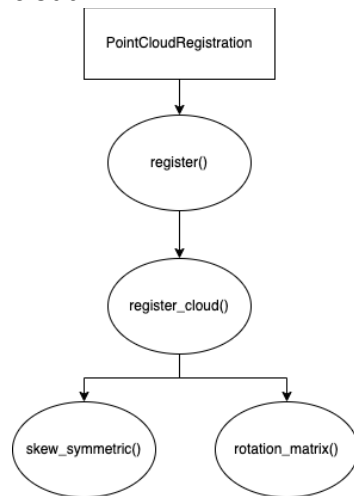 PointCloudRegistration
register()
register_cloud()
skew_symmetric()
rotation_matrix()